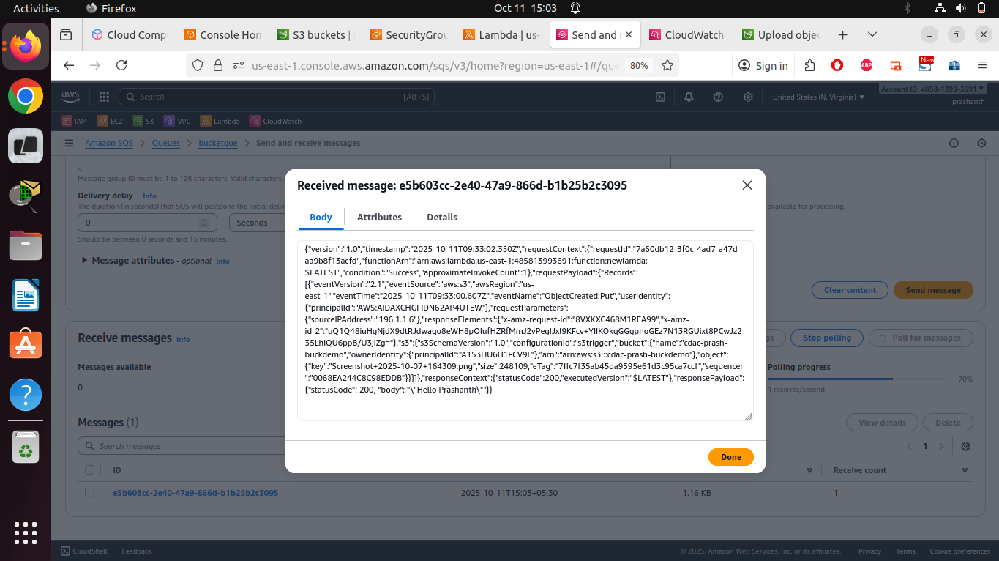 Activities
Firefox
Oct 11 15:03
Cloud Comp
Console Hom
S3 buckets |
SecurityGrou
Lambda | us-
Send and r
CloudWatch
Upload obje
us-east-1.console.aws.amazon.com/sqs/v3/home?region=us-east-1#/que
80%
Sign in
New
ABP
aws
Search
[Alt+S]
United States (N. Virginia)
Account ID: 4858-1399-3691
prashanth
IAM
EC2
S3
VPC
Lambda
CloudWatch
Amazon SQS
Queues
bucketque
Send and receive messages
Message group ID must be 1 to 128 characters. Valid characters
Delivery delay
Info
The duration (in seconds) that SQS will postpone the initial
available for processing.
0
Seconds
Should be between 0 seconds and 15 minutes.
Message attributes - optional Info
Clear content
Send message
Receive messages Info
Stop polling
Poll for messages
Messages available
0
Polling progress
70%
1 receives/second
Messages (1)
View details
Delete
Search messages
1
ID
Receive count
e5b603cc-2e40-47a9-866d-b1b25b2c3095
2025-10-11T15:03+05:30
1.16 KB
1
Received message: e5b603cc-2e40-47a9-866d-b1b25b2c3095
Body
Attributes
Details
{"version":"1.0","timestamp":"2025-10-11T09:33:02.350Z","requestContext":{"requestId":"7a60db12-3f0c-4ad7-a47d-
aa9b8f13acfd","functionArn":"arn:aws:lambda:us-east-1:485813993691:function:newlamda:
$LATEST","condition":"Success","approximateInvokeCount":1},"requestPayload":{"Records":
[{"eventVersion":"2.1","eventSource":"aws:s3","awsRegion":"us-
east-1","eventTime":"2025-10-11T09:33:00.607Z","eventName":"ObjectCreated:Put","userIdentity":
{"principalId":"AWS:AIDAXCHGFIDN62AP4UTEW"},"requestParameters":
{"sourceIPAddress":"196.1.1.6"},"responseElements":{"x-amz-request-id":"8VXKXC468M1REA99","x-amz-
id-2":"uQ1Q48iuHgNjdX9dtRJdwaqo8eWH8pOlufHZRfMmJ2vPegIJxl9KFcv+YIIKOkqGGgpnoGEz7N13RGUixt8PCwJz2
35LhiQU6ppB/U3jiZg="},"s3":{"s3SchemaVersion":"1.0","configurationId":"s3trigger","bucket":{"name":"cdac-prash-
buckdemo","ownerIdentity":{"principalId":"A153HU6H1FCV9L"},"arn":"arn:aws:s3:::cdac-prash-buckdemo"},"object":
{"key":"Screenshot+2025-10-07+164309.png","size":248109,"eTag":"7ffc7f35ab45da9595e61d3c95ca7ccf","sequencer
":"0068EA244C8C98EDDB"}}}]},"responseContext":{"statusCode":200,"executedVersion":"$LATEST"},"responsePayload":
{"statusCode": 200, "body": "\"Hello Prashanth\""}}
Done
CloudShell
Feedback
© 2025, Amazon Web Services, Inc. or its affiliates.
Privacy
Terms
Cookie preferences